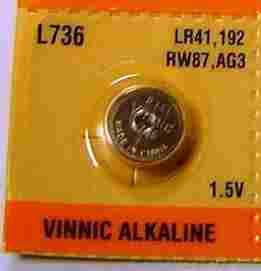 L736
LR41,192
RW87,AG3
1.5V
VINNIC ALKALINE